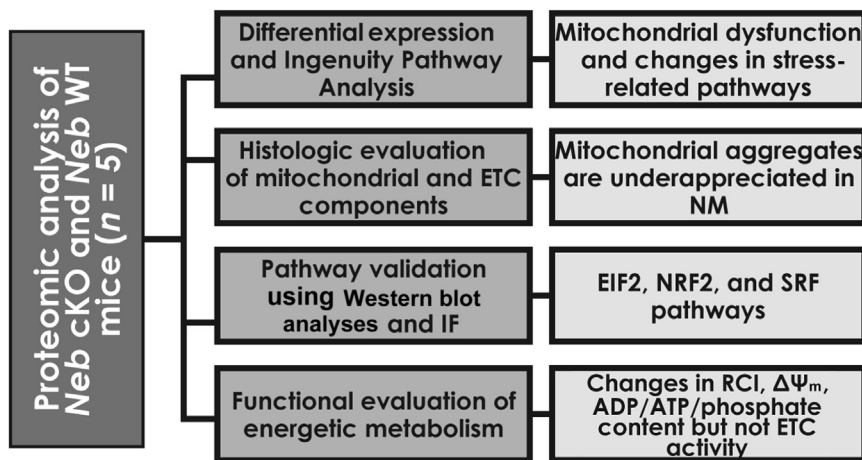 Proteomic analysis of
Neb cKO and Neb WT
mice (n = 5)
Differential expression
and Ingenuity Pathway
Analysis
Mitochondrial dysfunction
and changes in stress-
related pathways
Histologic evaluation
of mitochondrial and ETC
components
Mitochondrial aggregates
are underappreciated in
NM
Pathway validation
using Western blot
analyses and IF
EIF2, NRF2, and SRF
pathways
Functional evaluation of
energetic metabolism
Changes in RCI, ΔΨₘ,
ADP/ATP/phosphate
content but not ETC
activity